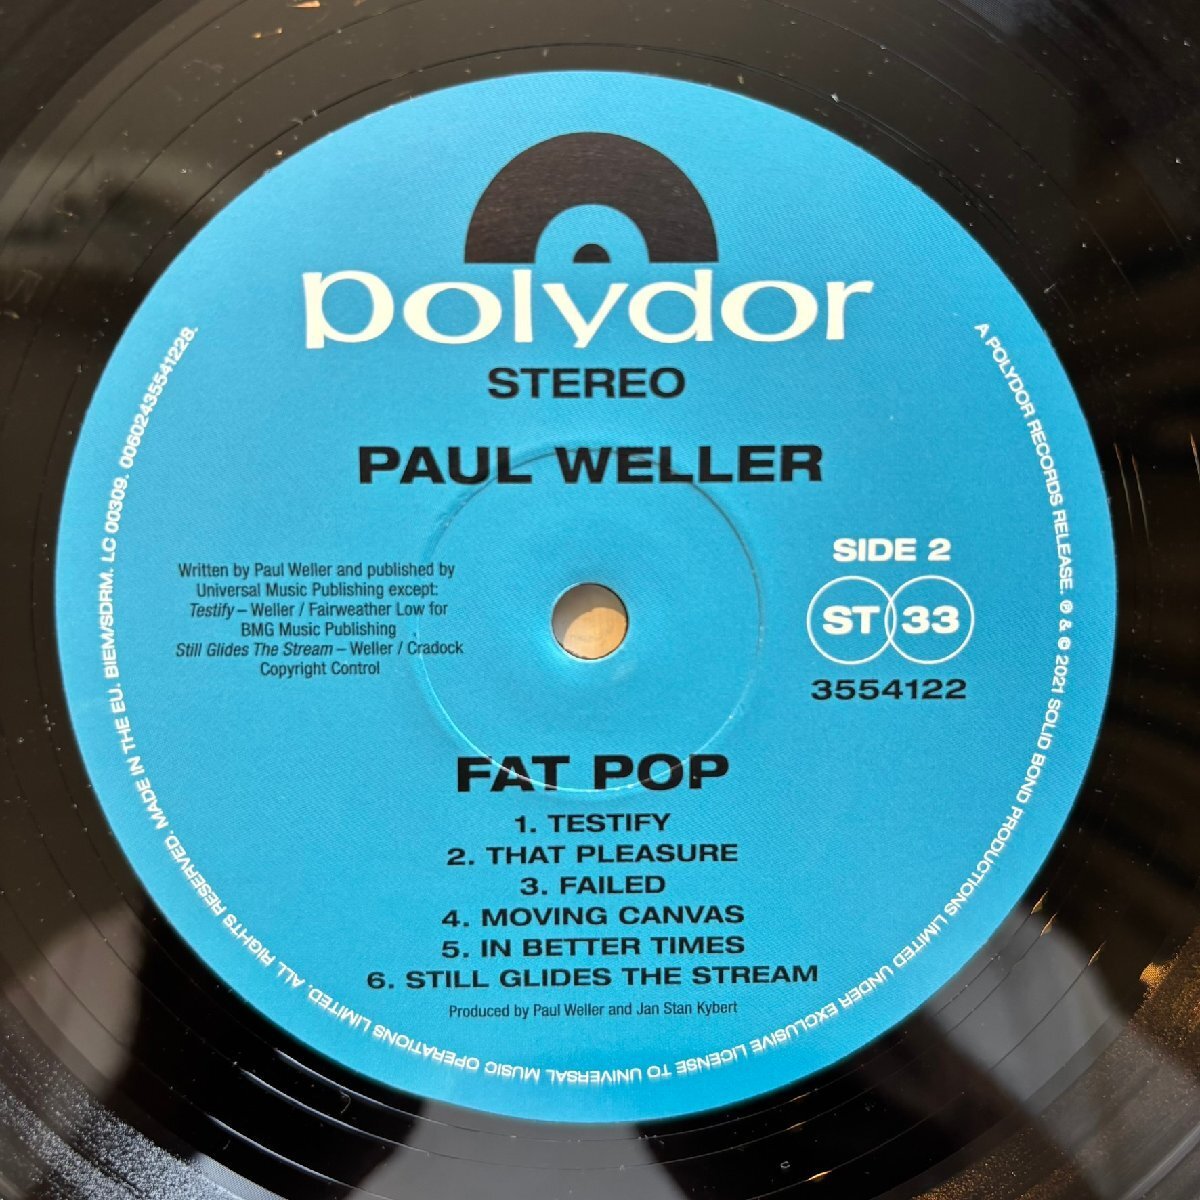 polydor
STEREO
PAUL WELLER
Written by Paul Weller and published by
Universal Music Publishing except:
Testify – Weller / Fairweather Low for
BMG Music Publishing
Still Glides The Stream – Weller / Cradock
Copyright Control
SIDE 2
ST 33
3554122
FAT POP
1. TESTIFY
2. THAT PLEASURE
3. FAILED
4. MOVING CANVAS
5. IN BETTER TIMES
6. STILL GLIDES THE STREAM
Produced by Paul Weller and Jan Stan Kybert
A POLYDOR RECORDS RELEASE. ℗ & © 2021 SOLID BOND PRODUCTIONS LIMITED UNDER EXCLUSIVE LICENSE TO UNIVERSAL MUSIC OPERATIONS LIMITED. ALL RIGHTS RESERVED. MADE IN THE EU. BIEM/SDRM. LC 00309. 00602435541228.